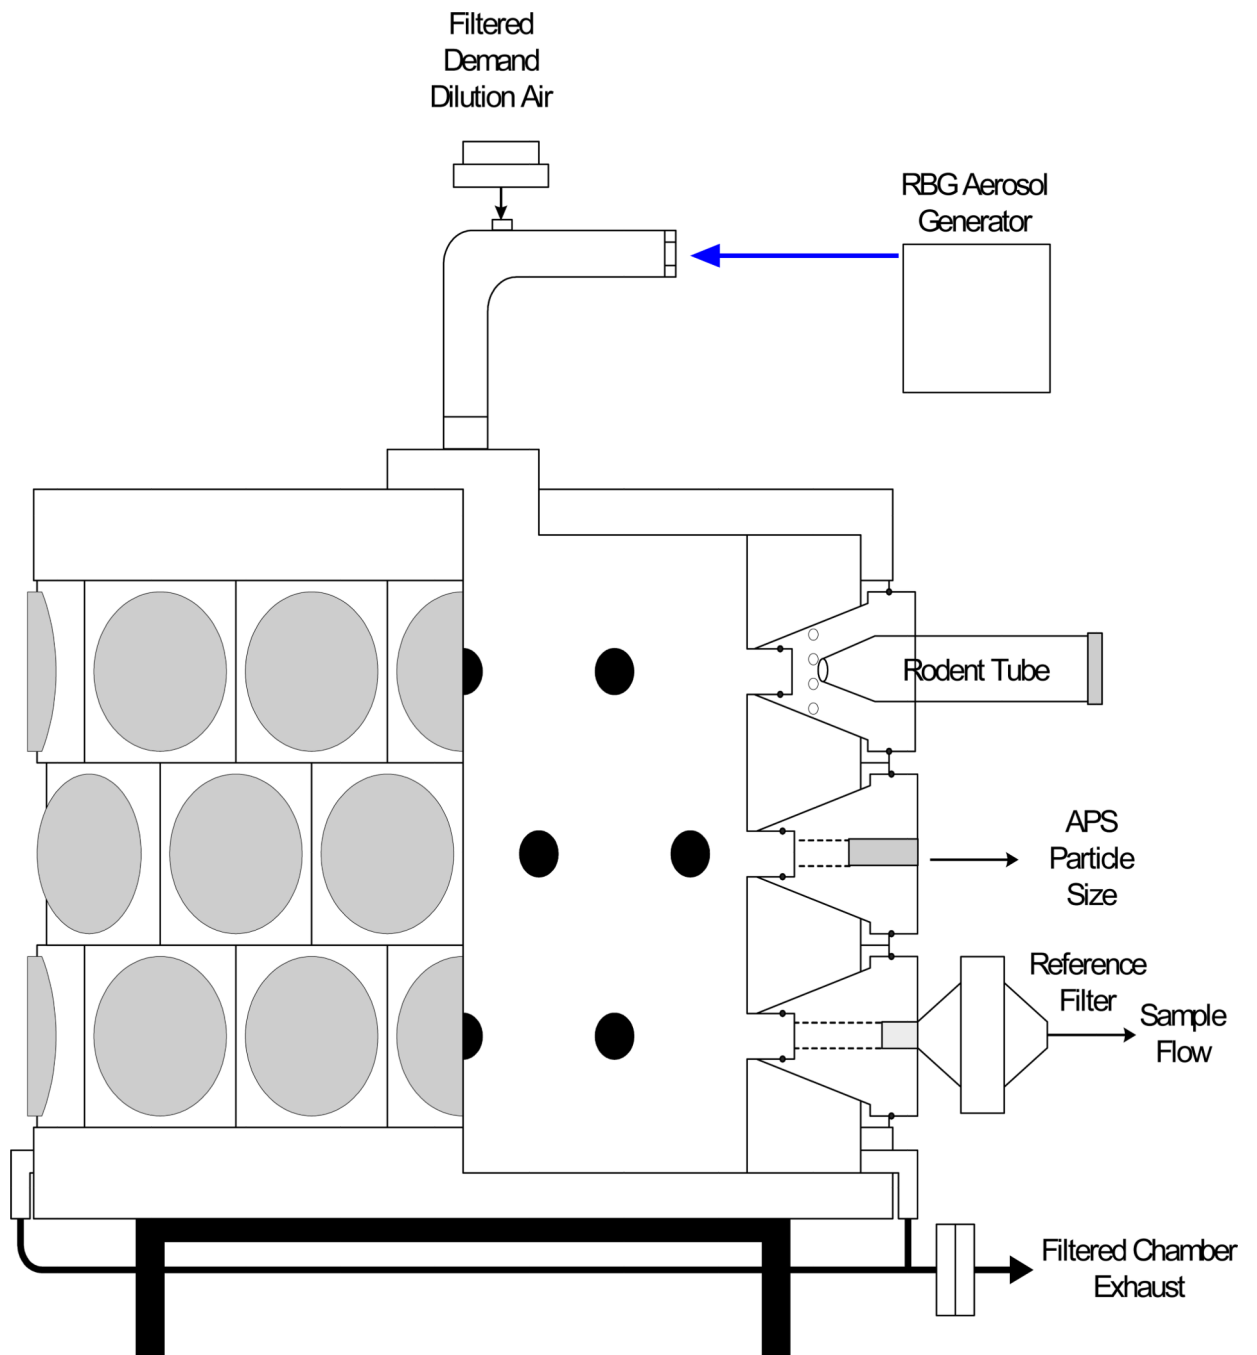 Filtered
Demand
Dilution Air
RBG Aerosol
Generator
Rodent Tube
APS
Particle
Size
Reference
Filter
Sample
Flow
Filtered Chamber
Exhaust